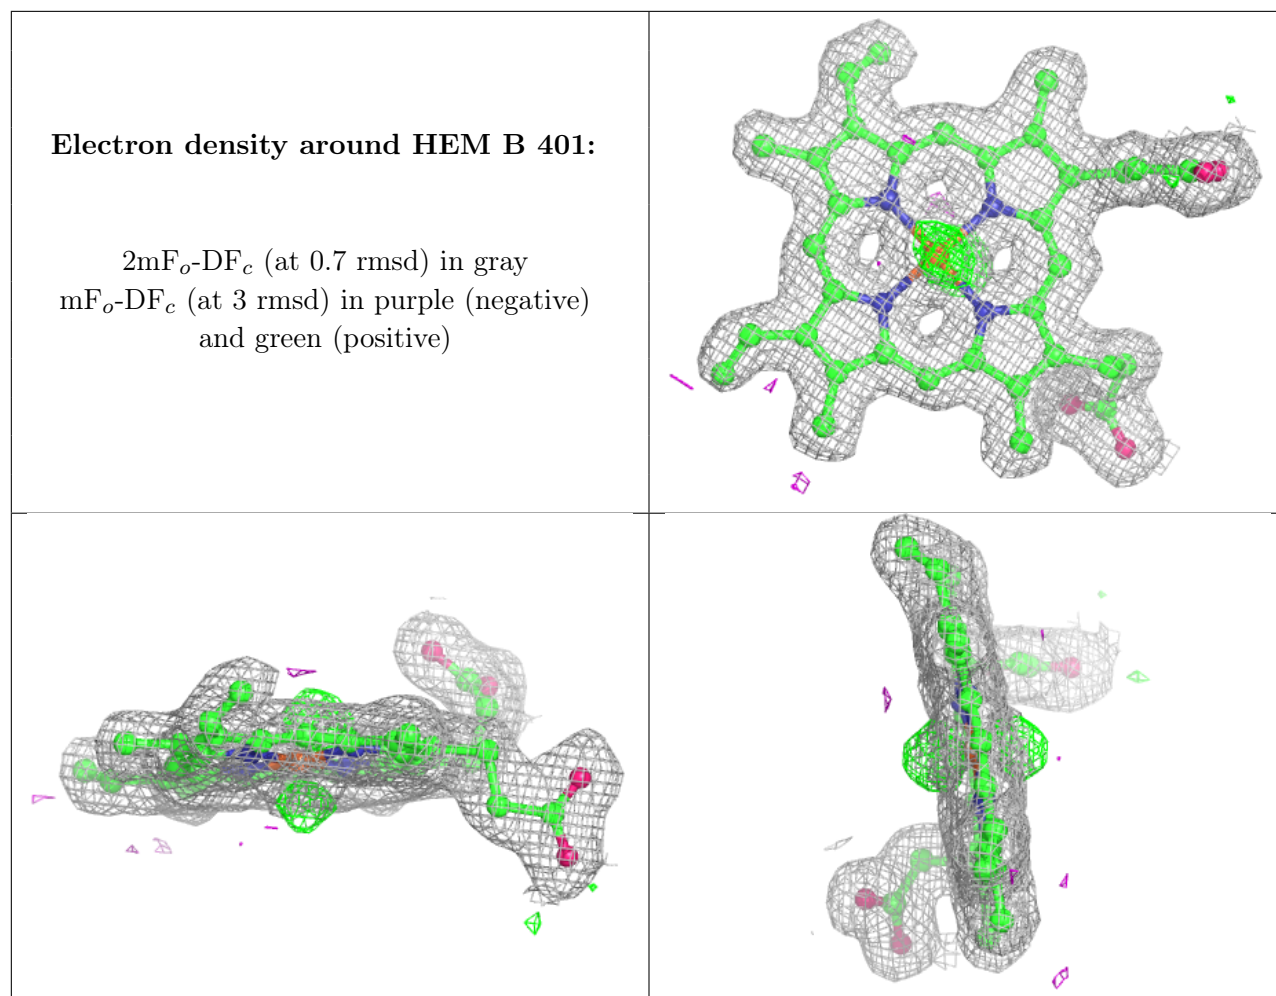 Electron density around HEM B 401:
2mFo-DFc (at 0.7 rmsd) in gray
mFo-DFc (at 3 rmsd) in purple (negative)
and green (positive)